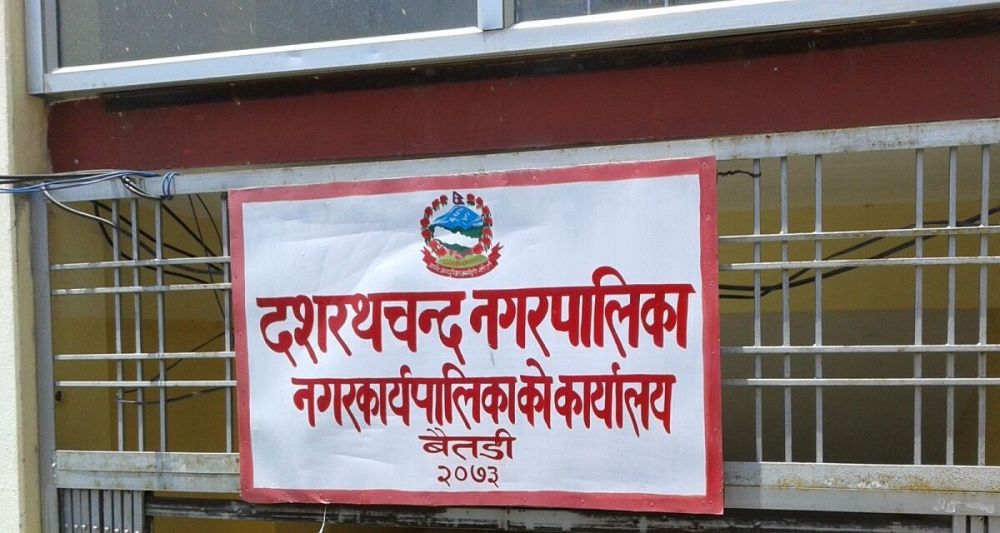 दशरथचन्द नगरपालिका
नगरकार्यपालिकाको कार्यालय
बैतडी
२०७३